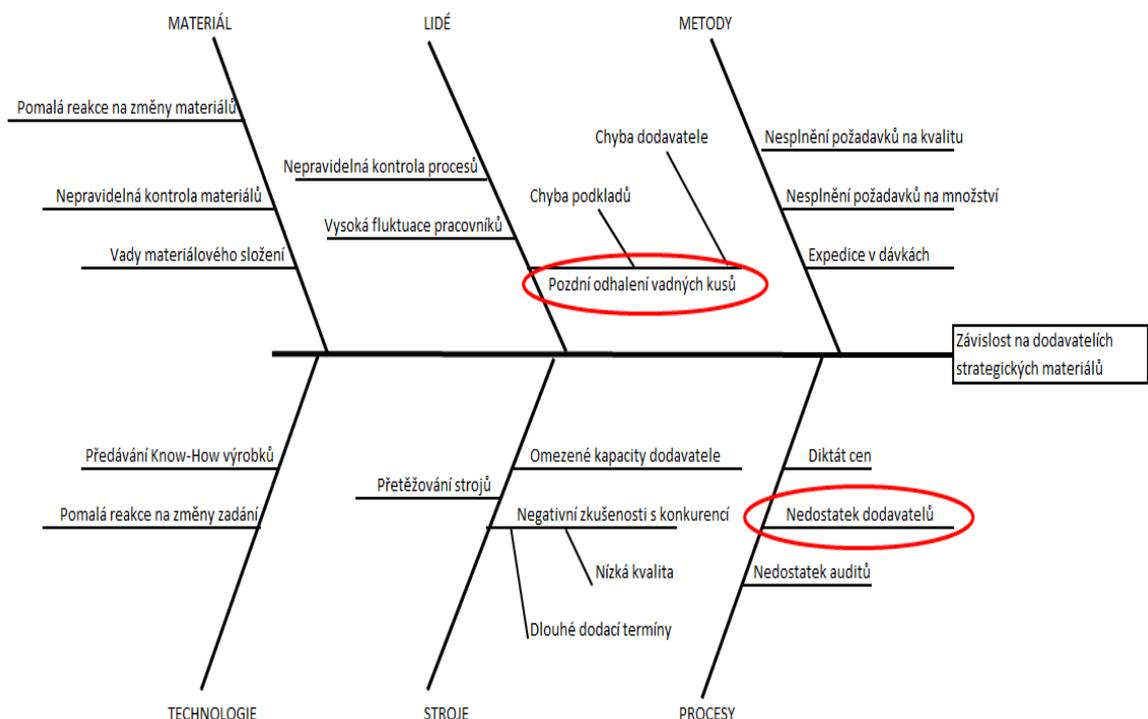 MATERIÁL
LIDÉ
METODY
Pomalá reakce na změny materiálů
Nepravidelná kontrola materiálů
Vady materiálového složení
Nepravidelná kontrola procesů
Vysoká fluktuace pracovníků
Chyba podkladů
Chyba dodavatele
Pozdní odhalení vadných kusů
Nesplnění požadavků na kvalitu
Nesplnění požadavků na množství
Expedice v dávkách
Závislost na dodavatelích
strategických materiálů
Předávání Know-How výrobků
Pomalá reakce na změny zadání
Omezené kapacity dodavatele
Přetěžování strojů
Negativní zkušenosti s konkurencí
Nízká kvalita
Dlouhé dodací termíny
Diktát cen
Nedostatek dodavatelů
Nedostatek auditů
TECHNOLOGIE
STROJE
PROCESY